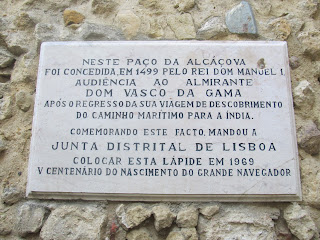 NESTE PAÇO DA ALCÁÇOVA
FOI CONCEDIDA, EM 1499 PELO REI DOM MANUEL I
AUDIÊNCIA AO ALMIRANTE
DOM VASCO DA GAMA
APÓS O REGRESSO DA SUA VIAGEM DE DESCOBRIMENTO
DO CAMINHO MARÍTIMO PARA A ÍNDIA.
COMEMORANDO ESTE FACTO, MANDOU A
JUNTA DISTRITAL DE LISBOA
COLOCAR ESTA LÁPIDE EM 1969
V CENTENÁRIO DO NASCIMENTO DO GRANDE NAVEGADOR